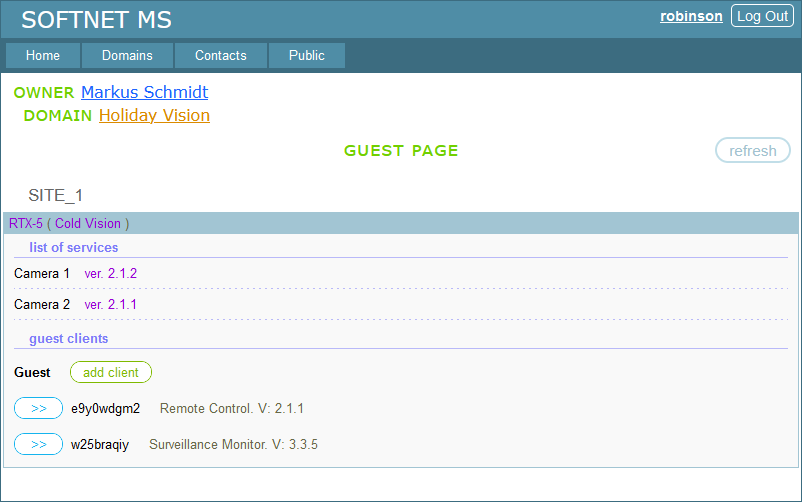 SOFTNET MS
robinson Log Out
Home Domains Contacts Public
OWNER Markus Schmidt
DOMAIN Holiday Vision
GUEST PAGE
refresh
SITE_1
RTX-5 ( Cold Vision )
list of services
Camera 1 ver. 2.1.2
Camera 2 ver. 2.1.1
guest clients
Guest add client
>> e9y0wdgm2 Remote Control. V: 2.1.1
>> w25braqiy Surveillance Monitor. V: 3.3.5